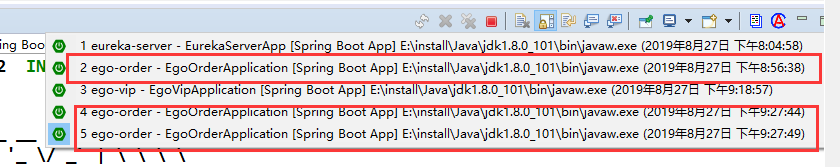 ring Boo
1 eureka-server - EurekaServerApp [Spring Boot App] E:\install\Java\jdk1.8.0_101\bin\javaw.exe (2019年8月27日 下午8:04:58)
2 IN
2 ego-order - EgoOrderApplication [Spring Boot App] E:\install\Java\jdk1.8.0_101\bin\javaw.exe (2019年8月27日 下午8:56:38)
3 ego-vip - EgoVipApplication [Spring Boot App] E:\install\Java\jdk1.8.0_101\bin\javaw.exe (2019年8月27日 下午9:18:57)
4 ego-order - EgoOrderApplication [Spring Boot App] E:\install\Java\jdk1.8.0_101\bin\javaw.exe (2019年8月27日 下午9:27:44)
5 ego-order - EgoOrderApplication [Spring Boot App] E:\install\Java\jdk1.8.0_101\bin\javaw.exe (2019年8月27日 下午9:27:49)